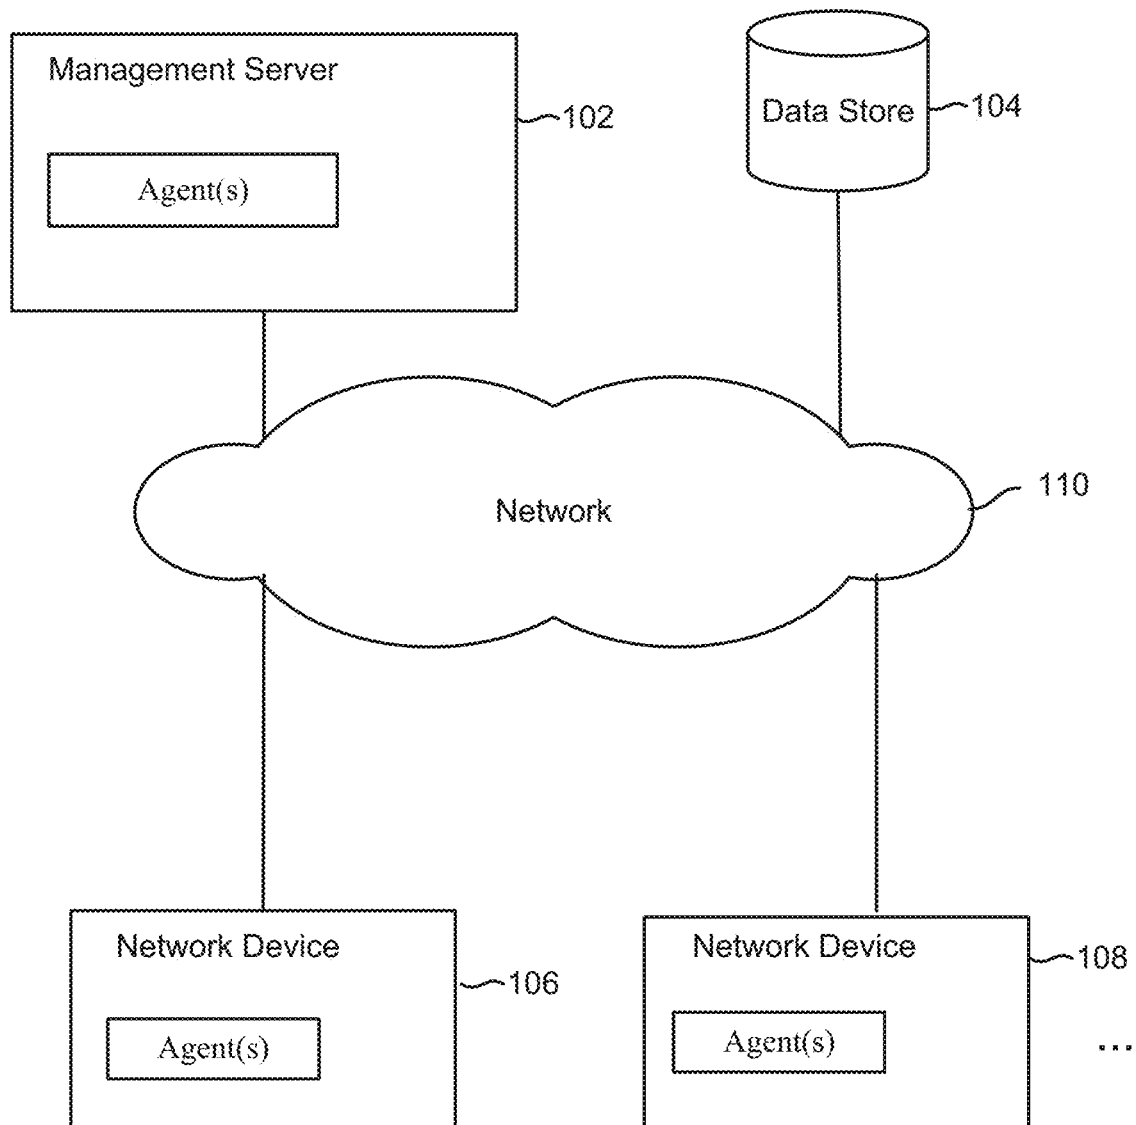 Management Server
102
Agent(s)
Data Store
104
Network
110
Network Device
106
Agent(s)
Network Device
108
Agent(s)
...